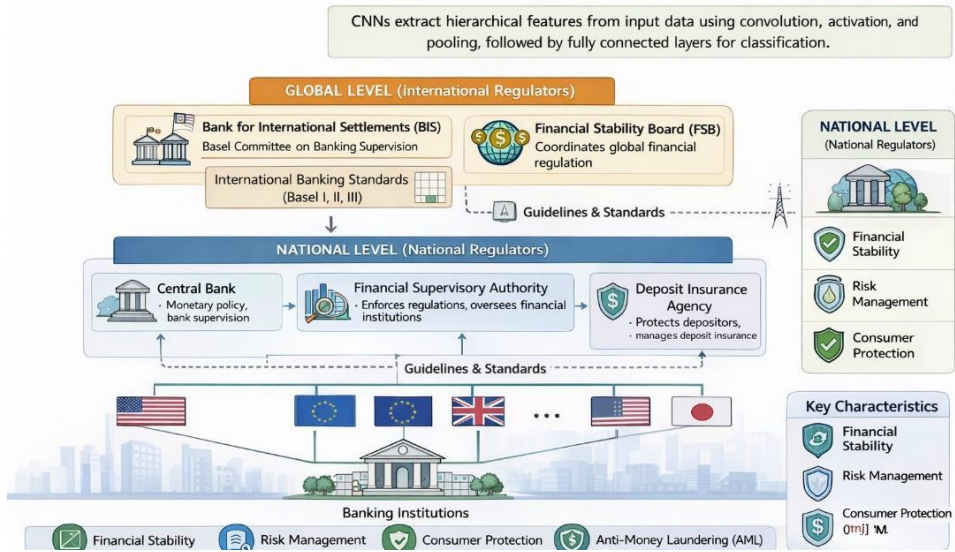 CNNs extract hierarchical features from input data using convolution, activation, and
pooling, followed by fully connected layers for classification.
GLOBAL LEVEL (international Regulators)
Bank for International Settlements (BIS)
Basel Committee on Banking Supervision
Financial Stability Board (FSB)
Coordinates global financial
regulation
International Banking Standards
(Basel I, II, III)
Guidelines & Standards
NATIONAL LEVEL (National Regulators)
Central Bank
· Monetary policy,
bank supervision
Financial Supervisory Authority
· Enforces regulations, oversees financial
institutions
Deposit Insurance
Agency
· Protects depositors,
· manages deposit insurance
Guidelines & Standards
...
Banking Institutions
Financial Stability
Risk Management
Consumer Protection
Anti-Money Laundering (AML)
NATIONAL LEVEL
(National Regulators)
Financial
Stability
Risk
Management
Consumer
Protection
Key Characteristics
Financial
Stability
Risk Management
Consumer Protection